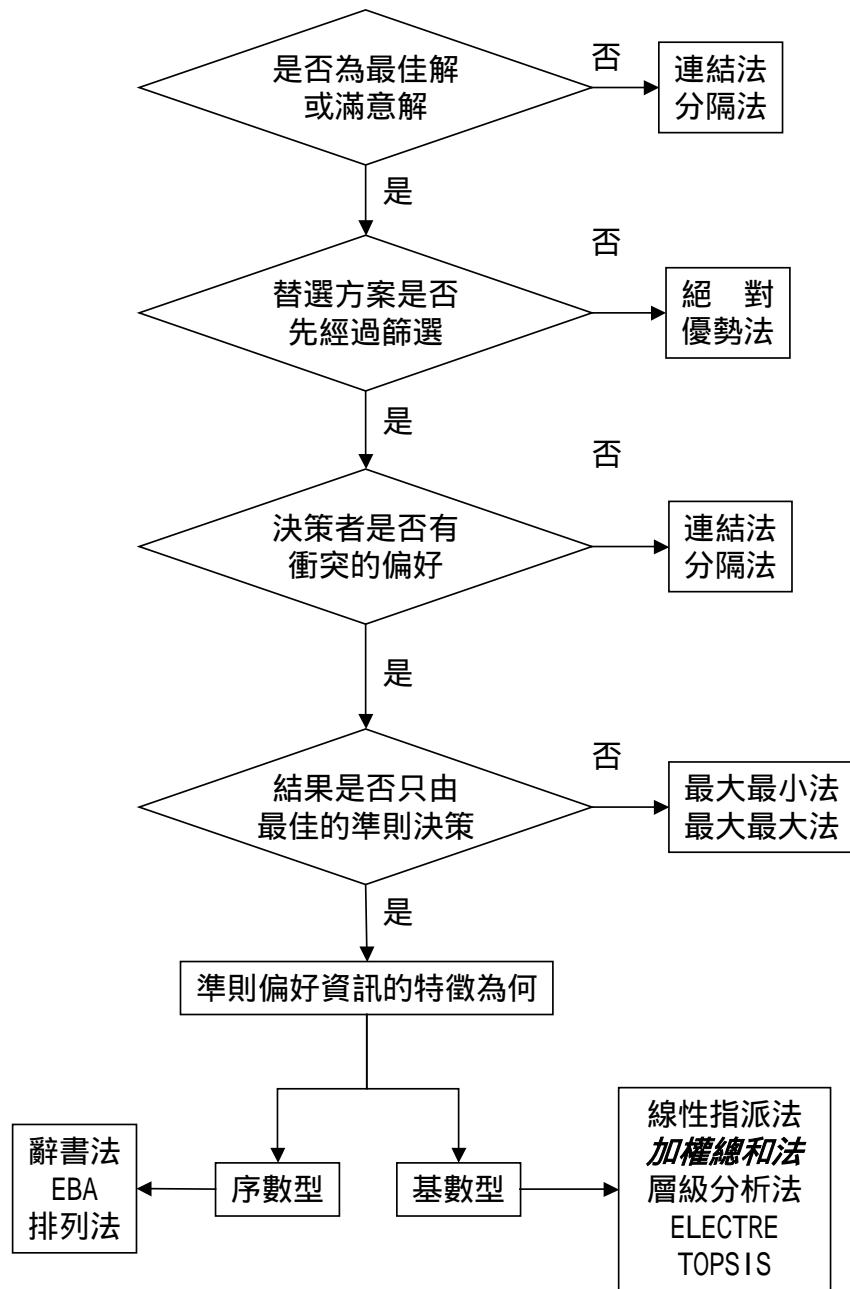 是否為最佳解
或滿意解
否
連結法
分隔法
是
替選方案是否
先經過篩選
否
絕　對
優勢法
是
決策者是否有
衝突的偏好
否
連結法
分隔法
是
結果是否只由
最佳的準則決策
否
最大最小法
最大最大法
是
準則偏好資訊的特徵為何
辭書法
EBA
排列法
序數型
基數型
線性指派法
加權總和法
層級分析法
ELECTRE
TOPSIS